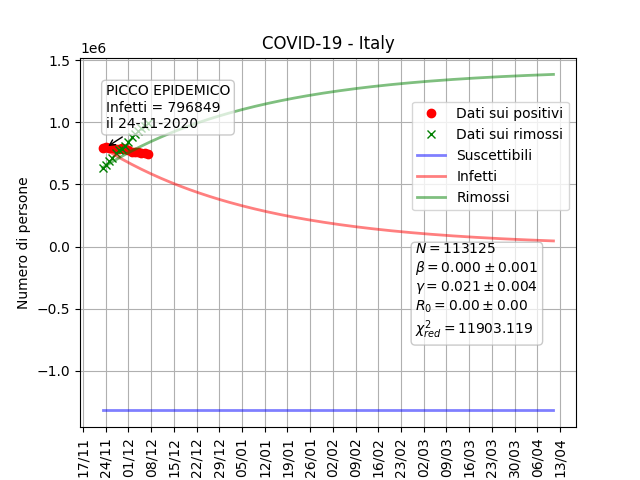 COVID-19 - Italy
1e6
1.5
1.0
0.5
0.0
−0.5
−1.0
Numero di persone
PICCO EPIDEMICO
Infetti = 796849
il 24-11-2020
Dati sui positivi
Dati sui rimossi
Suscettibili
Infetti
Rimossi
N = 113125
β = 0.000 ± 0.001
γ = 0.021 ± 0.004
R₀ = 0.00 ± 0.00
χ²red = 11903.119
17/11 24/11 01/12 08/12 15/12 22/12 29/12 05/01 12/01 19/01 26/01 02/02 09/02 16/02 23/02 02/03 09/03 16/03 23/03 30/03 06/04 13/04